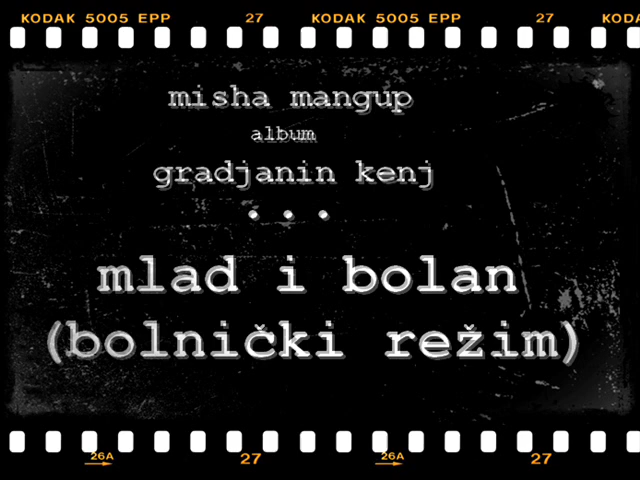 KODAK 5005 EPP 27 KODAK 5005 EPP 27 KODA
misha mangup
album
gradjanin kenj
...
mlad i bolan
(bolnički režim)
26A 27 26A 27